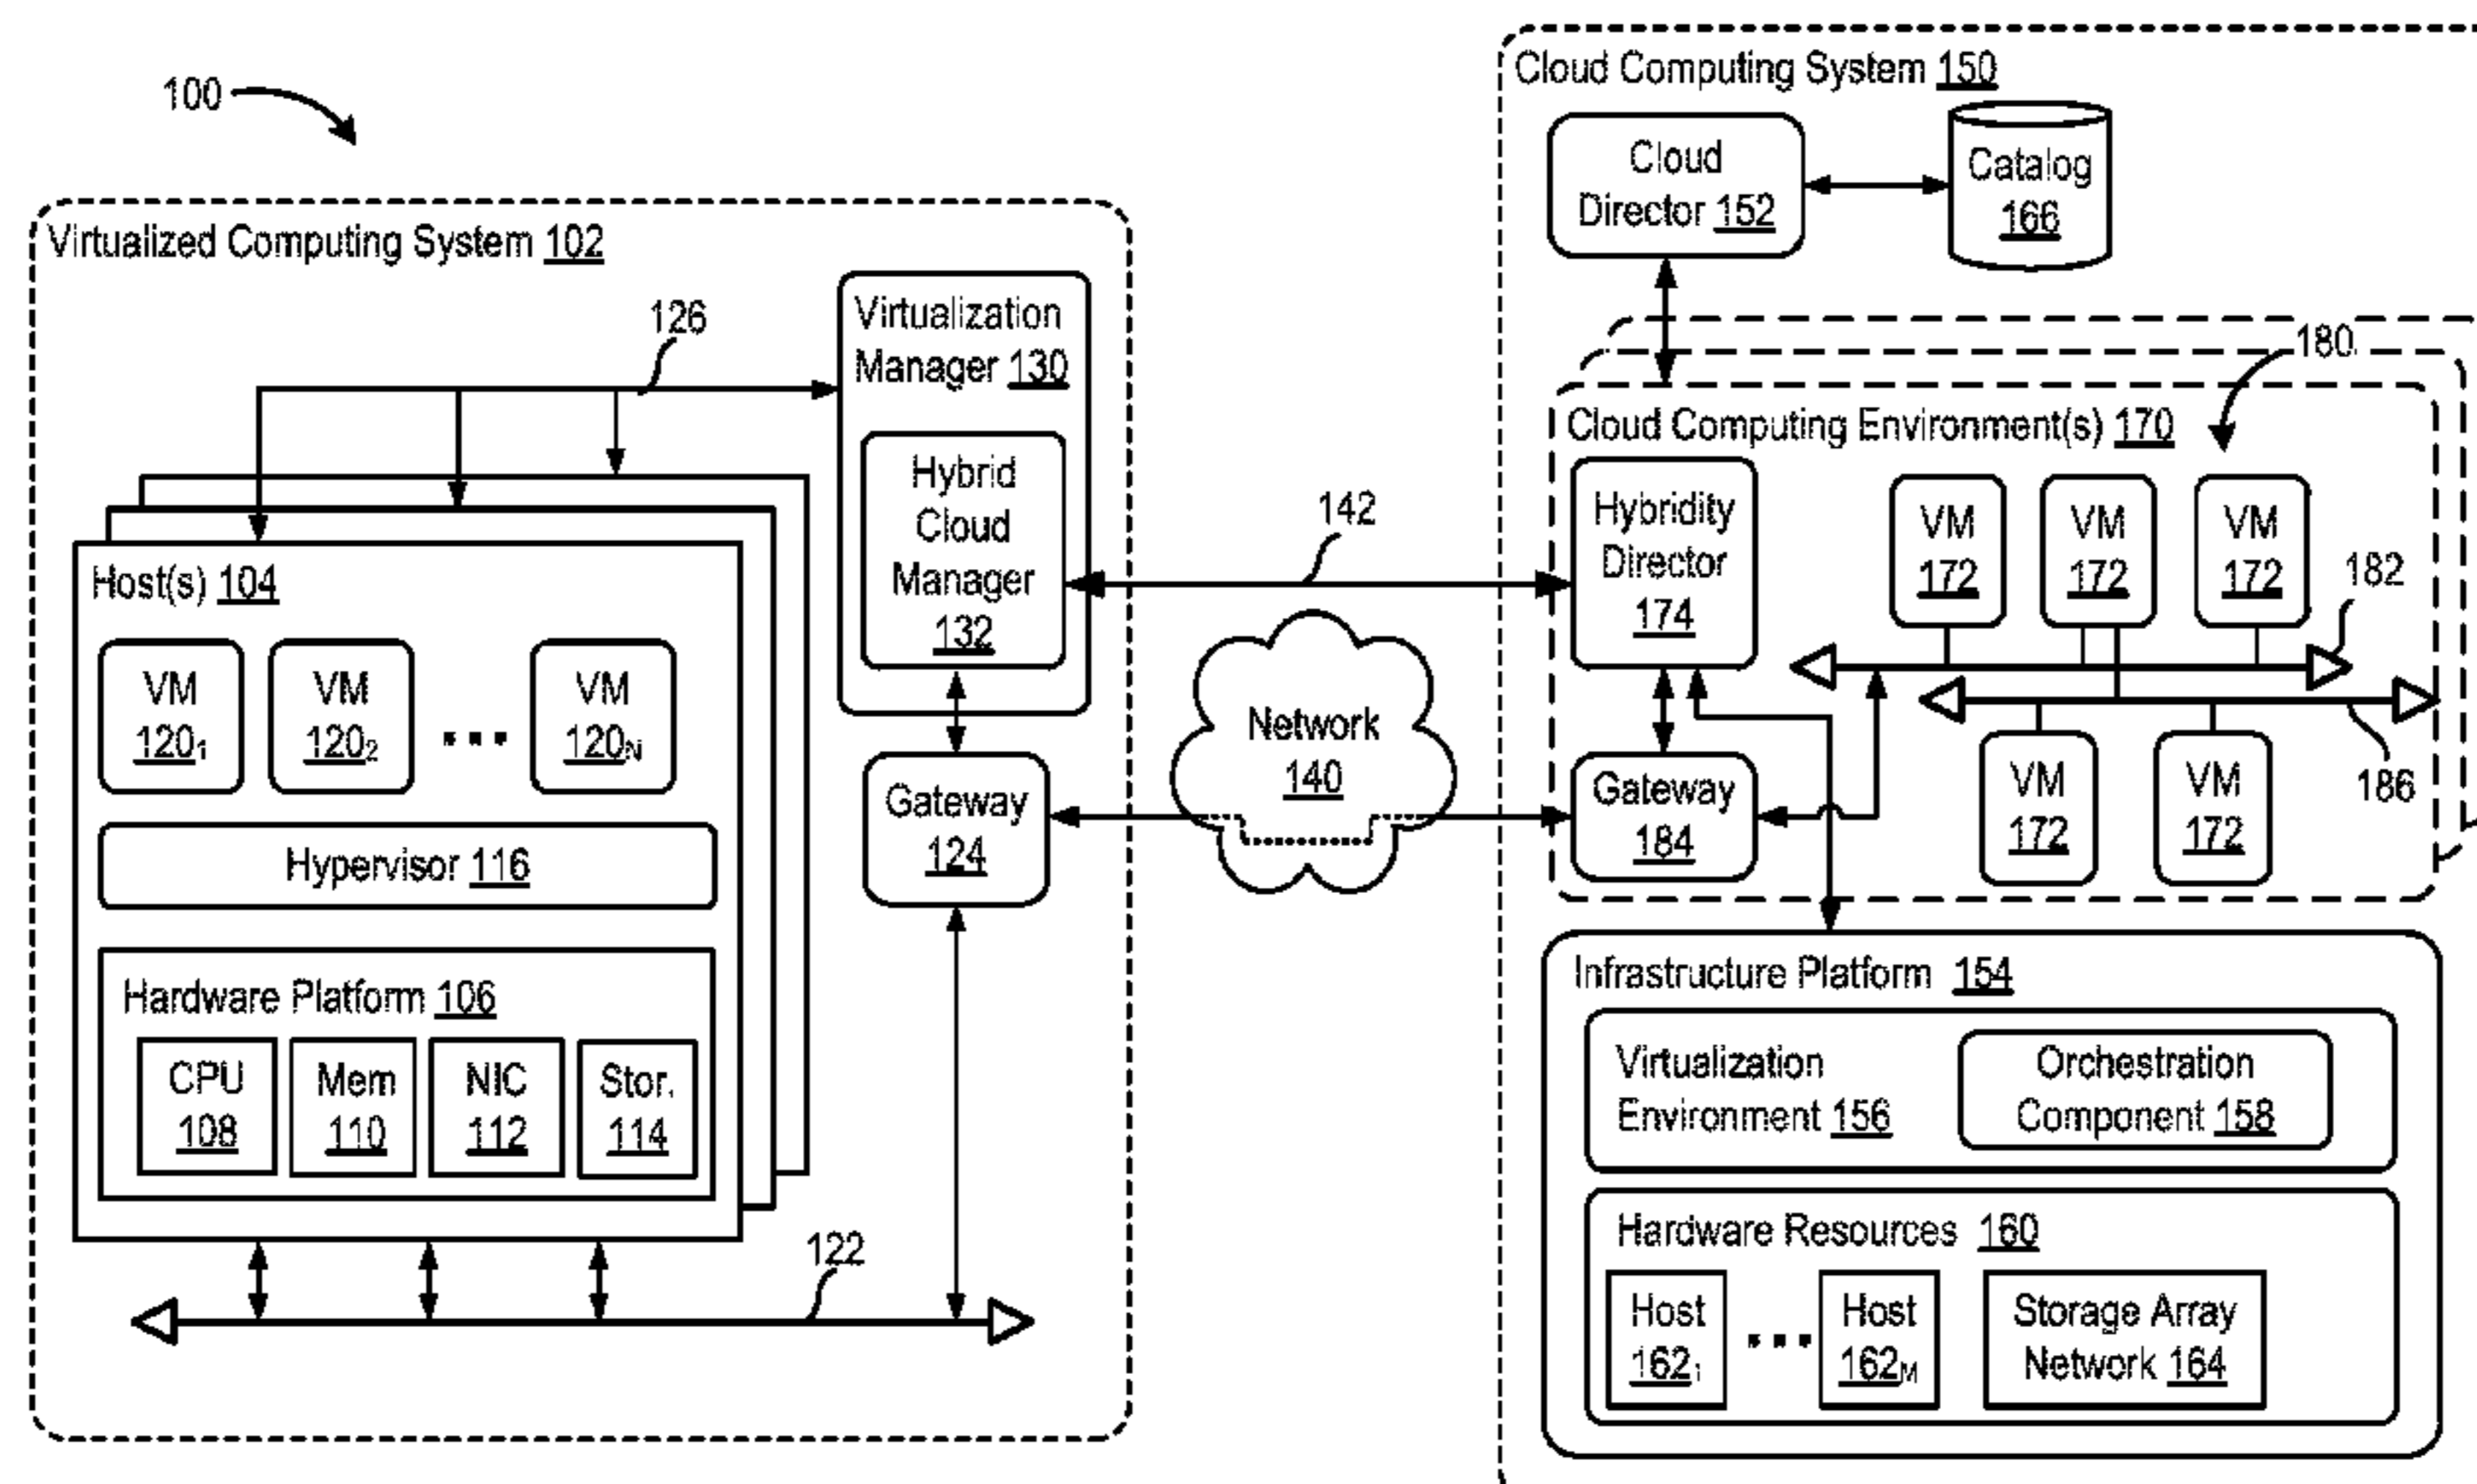 100
Virtualized Computing System 102
126
Virtualization
Manager 130
Hybrid
Cloud
Manager
132
Host(s) 104
VM
120₁
VM
120₂
...
VM
120N
Hypervisor 116
Hardware Platform 106
CPU
108
Mem
110
NIC
112
Stor.
114
Gateway
124
122
142
Network
140
Cloud Computing System 150
Cloud
Director 152
Catalog
166
180
Cloud Computing Environment(s) 170
Hybridity
Director
174
VM
172
VM
172
VM
172
182
Gateway
184
VM
172
VM
172
186
Infrastructure Platform 154
Virtualization
Environment 156
Orchestration
Component 158
Hardware Resources 160
Host
162₁
...
Host
162M
Storage Array
Network 164